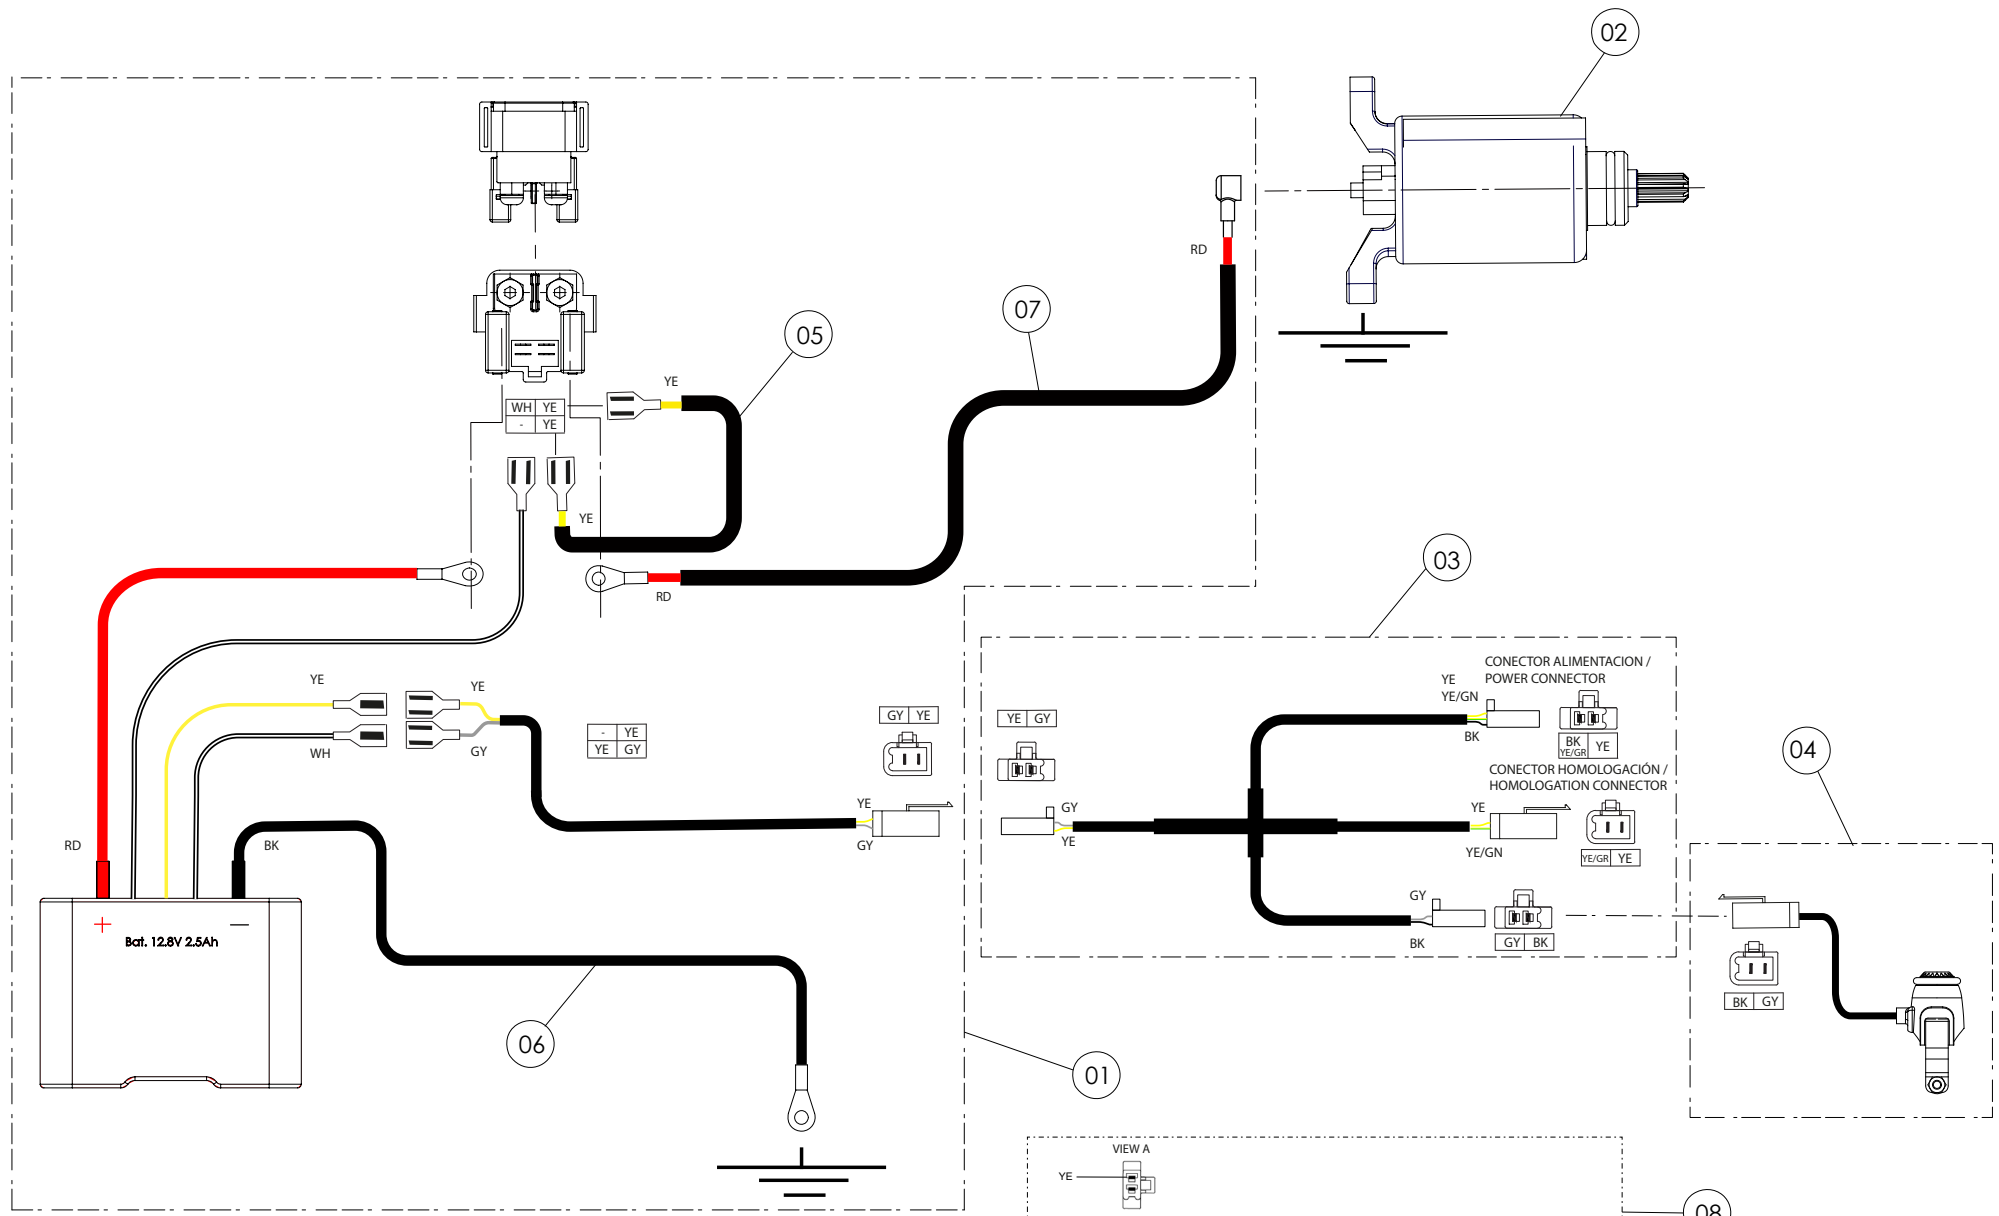 02
RD
07
05
YE
WH YE
- YE
YE
RD
03
CONECTOR ALIMENTACION /
POWER CONNECTOR
YE
YE/GN
BK
BK YE/GR YE
YE
YE
GY
WH
- YE
YE GY
GY YE
YE GY
CONECTOR HOMOLOGACIÓN /
HOMOLOGATION CONNECTOR
04
YE
GY
GY
YE
YE
YE/GN
YE/GR YE
RD
BK
+
−
Bat. 12.8V 2.5Ah
GY
BK
GY BK
BK GY
06
01
VIEW A
YE
08